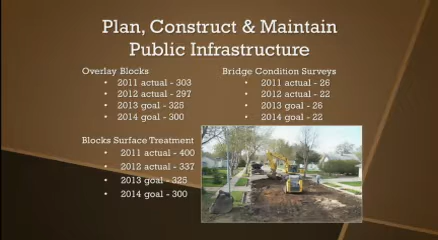 Plan, Construct & Maintain
Public Infrastructure
Overlay Blocks
• 2011 actual - 303
• 2012 actual - 297
• 2013 goal - 325
• 2014 goal - 300
Blocks Surface Treatment
• 2011 actual - 400
• 2012 actual - 337
• 2013 goal - 325
• 2014 goal - 300
Bridge Condition Surveys
• 2011 actual - 26
• 2012 actual - 22
• 2013 goal - 26
• 2014 goal - 22